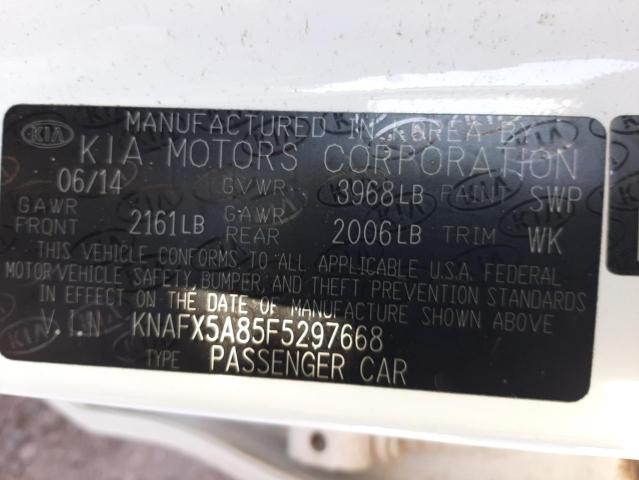 KIA
MANUFACTURED IN KOREA BY
KIA MOTORS CORPORATION
06/14 GVWR 3968LB PAINT SWP
GAWR FRONT 2161LB GAWR REAR 2006LB TRIM WK
THIS VEHICLE CONFORMS TO ALL APPLICABLE U.S.A. FEDERAL
MOTOR VEHICLE SAFETY, BUMPER, AND THEFT PREVENTION STANDARDS
IN EFFECT ON THE DATE OF MANUFACTURE SHOWN ABOVE.
V.I.N KNAFX5A85F5297668
TYPE PASSENGER CAR